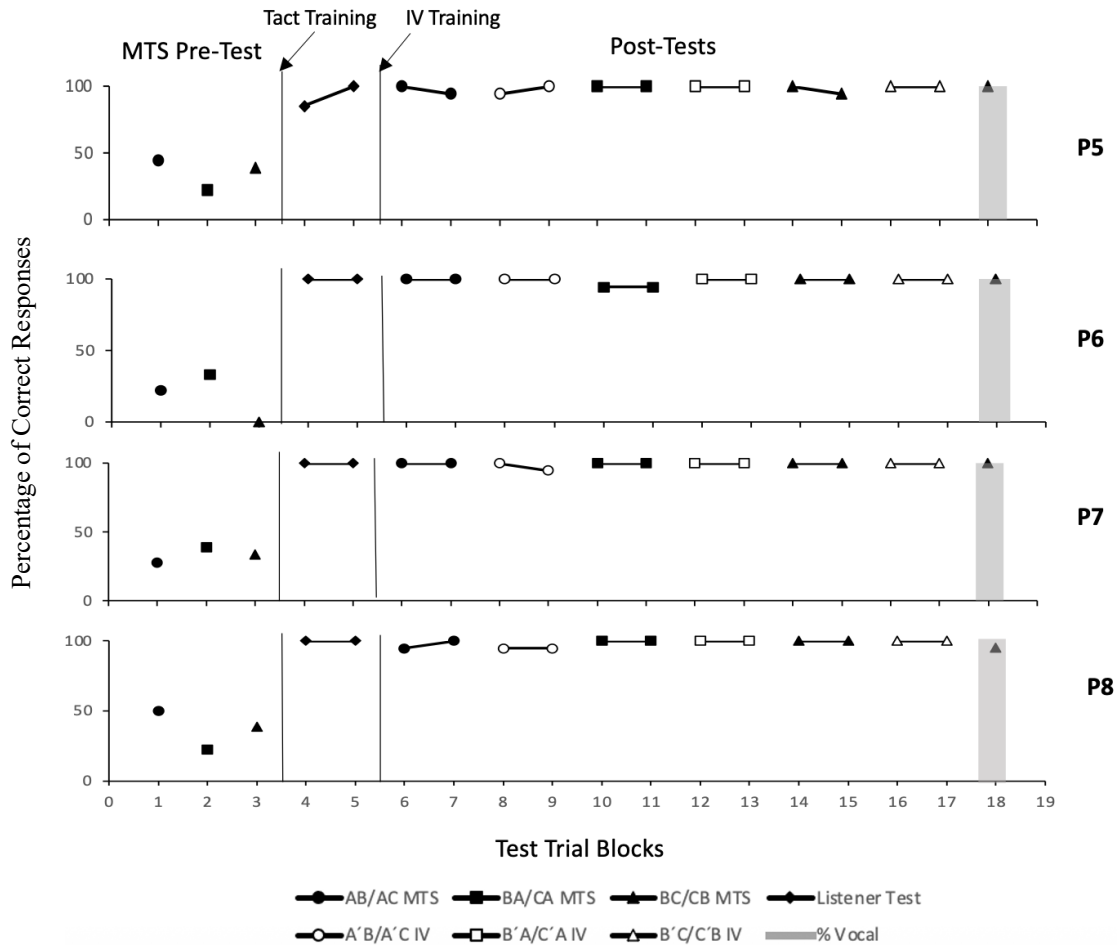 Tact Training
IV Training
MTS Pre-Test
Post-Tests
100
50
0
P5
100
50
0
P6
100
50
0
P7
100
50
0
P8
Percentage of Correct Responses
0 1 2 3 4 5 6 7 8 9 10 11 12 13 14 15 16 17 18 19
Test Trial Blocks
AB/AC MTS BA/CA MTS BC/CB MTS Listener Test
A´B/A´C IV B´A/C´A IV B´C/C´B IV % Vocal